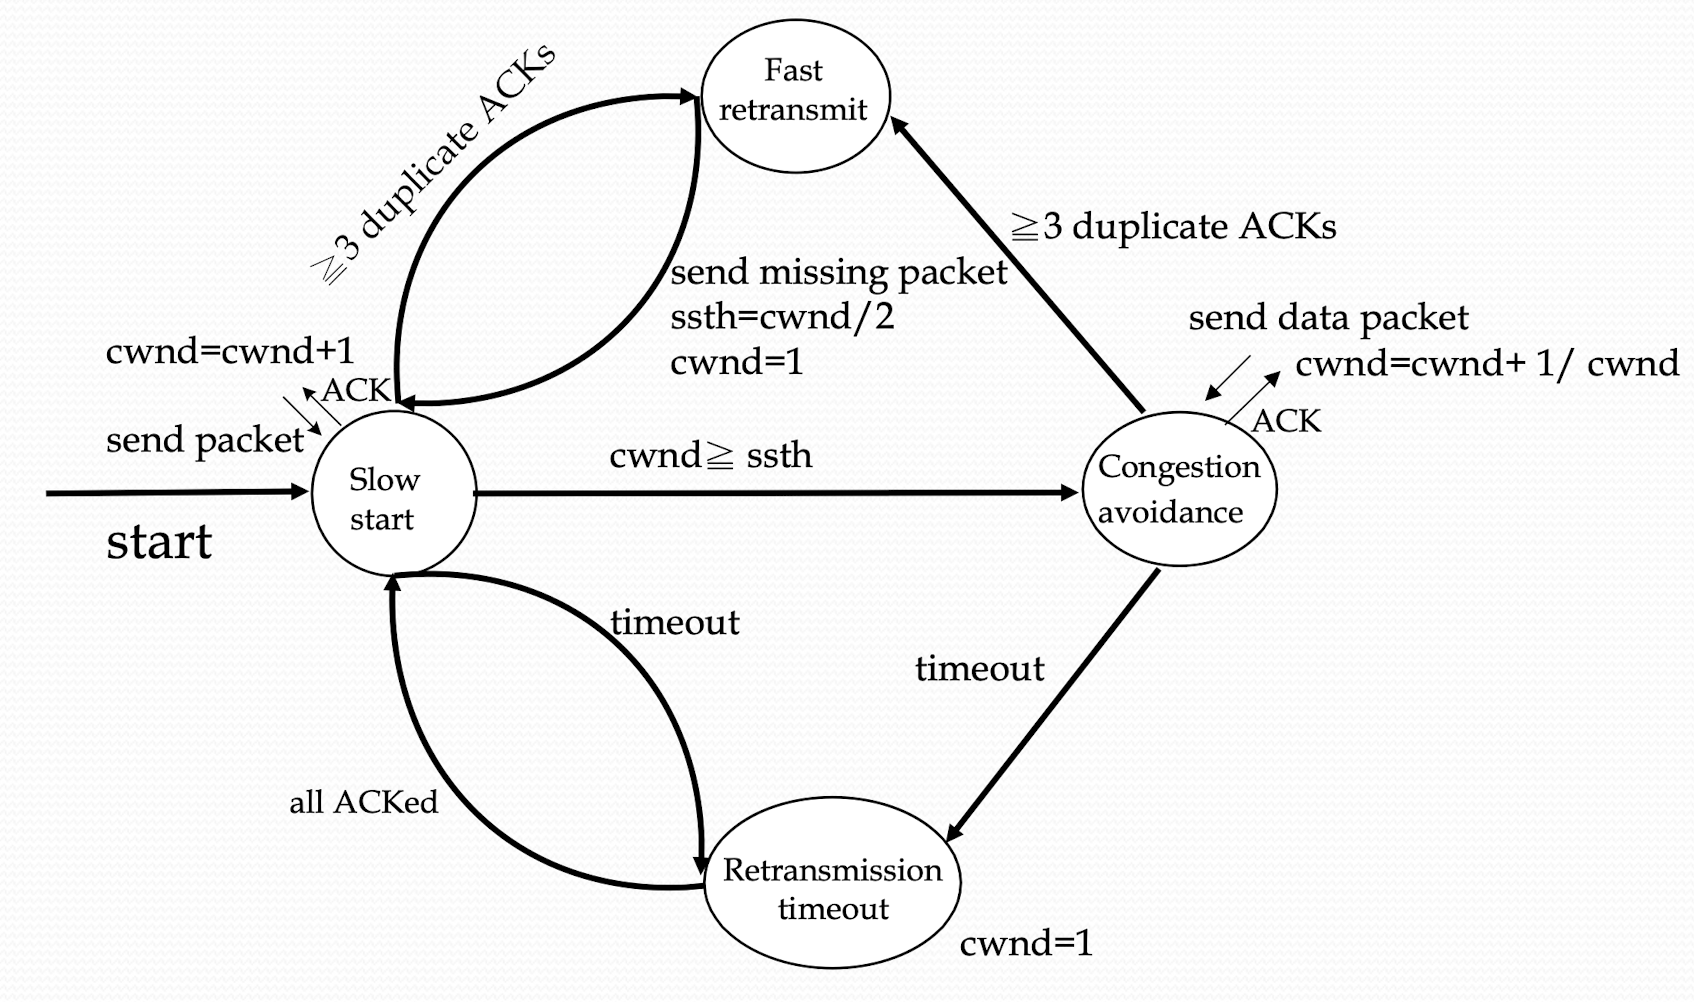 Fast
retransmit
≧3 duplicate ACKs
≧3 duplicate ACKs
send missing packet
ssth=cwnd/2
cwnd=1
send data packet
cwnd=cwnd+ 1/ cwnd
ACK
cwnd=cwnd+1
ACK
send packet
cwnd≧ ssth
Slow
start
Congestion
avoidance
start
timeout
timeout
all ACKed
Retransmission
timeout
cwnd=1